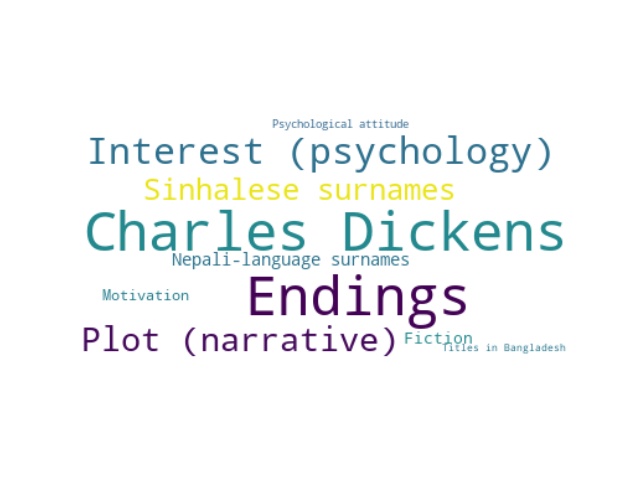 Psychological attitude
Interest (psychology)
Sinhalese surnames
Charles Dickens
Nepali-language surnames
Motivation
Endings
Plot (narrative)
Fiction
Titles in Bangladesh